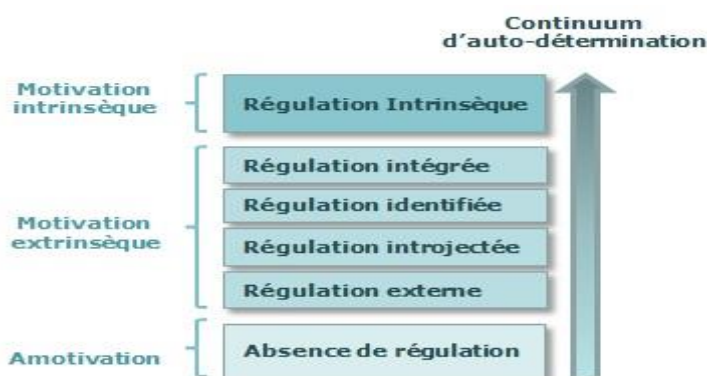 Continuum
d'auto-détermination
Motivation
intrinsèque
Régulation Intrinsèque
Motivation
extrinsèque
Régulation intégrée
Régulation identifiée
Régulation introjectée
Régulation externe
Amotivation
Absence de régulation